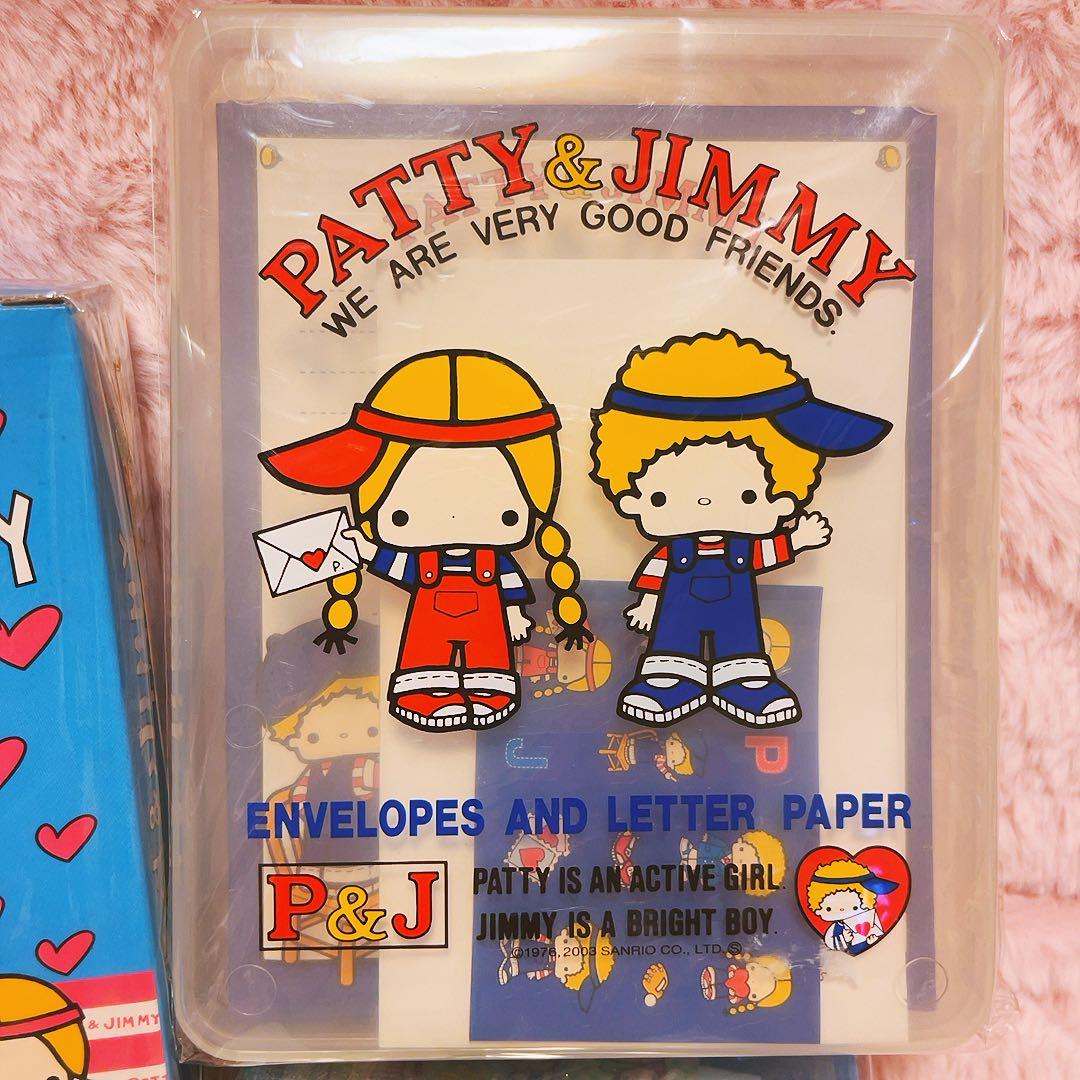 PATTY & JIMMY
WE ARE VERY GOOD FRIENDS.
P.
J
P
ENVELOPES AND LETTER PAPER
P&J
PATTY IS AN ACTIVE GIRL.
JIMMY IS A BRIGHT BOY.
©1976, 2003 SANRIO CO., LTD. Ⓢ
Y
& JIMMY